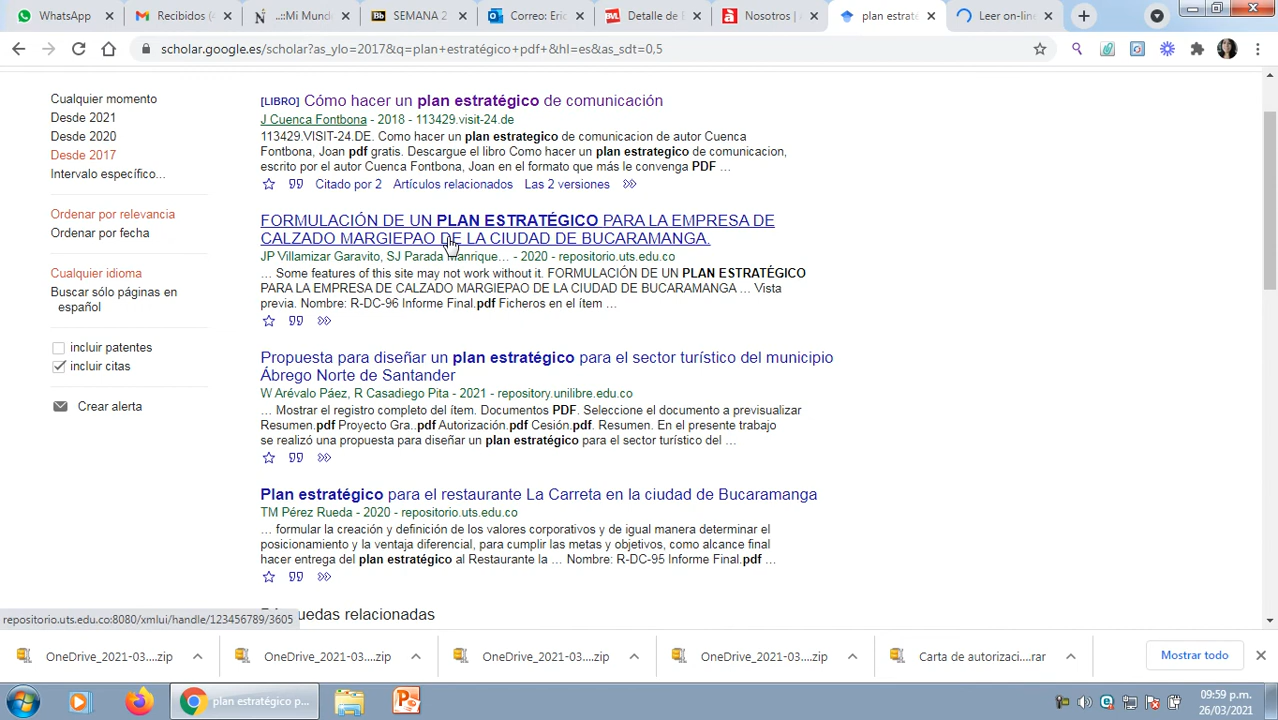 WhatsApp
Recibidos (4
.::Mi Mund
SEMANA 2
Correo: Eric
Detalle de l
Nosotros |
plan estraté
Leer on-line
scholar.google.es/scholar?as_ylo=2017&q=plan+estratégico+pdf+&hl=es&as_sdt=0,5
Cualquier momento
Desde 2021
Desde 2020
Desde 2017
Intervalo específico...
Ordenar por relevancia
Ordenar por fecha
Cualquier idioma
Buscar sólo páginas en
español
incluir patentes
incluir citas
Crear alerta
[LIBRO] Cómo hacer un plan estratégico de comunicación
J Cuenca Fontbona - 2018 - 113429.visit-24.de
113429.VISIT-24.DE. Como hacer un plan estrategico de comunicacion de autor Cuenca
Fontbona, Joan pdf gratis. Descargue el libro Como hacer un plan estrategico de comunicacion,
escrito por el autor Cuenca Fontbona, Joan en el formato que más le convenga PDF ...
Citado por 2 Artículos relacionados Las 2 versiones
FORMULACIÓN DE UN PLAN ESTRATÉGICO PARA LA EMPRESA DE
CALZADO MARGIEPAO DE LA CIUDAD DE BUCARAMANGA.
JP Villamizar Garavito, SJ Parada Manrique... - 2020 - repositorio.uts.edu.co
... Some features of this site may not work without it. FORMULACIÓN DE UN PLAN ESTRATÉGICO
PARA LA EMPRESA DE CALZADO MARGIEPAO DE LA CIUDAD DE BUCARAMANGA ... Vista
previa. Nombre: R-DC-96 Informe Final.pdf Ficheros en el ítem ...
Propuesta para diseñar un plan estratégico para el sector turístico del municipio
Ábrego Norte de Santander
W Arévalo Páez, R Casadiego Pita - 2021 - repository.unilibre.edu.co
... Mostrar el registro completo del ítem. Documentos PDF. Seleccione el documento a previsualizar
Resumen.pdf Proyecto Gra..pdf Autorización.pdf Cesión.pdf. Resumen. En el presente trabajo
se realizó una propuesta para diseñar un plan estratégico para el sector turístico del ...
Plan estratégico para el restaurante La Carreta en la ciudad de Bucaramanga
TM Pérez Rueda - 2020 - repositorio.uts.edu.co
... formular la creación y definición de los valores corporativos y de igual manera determinar el
posicionamiento y la ventaja diferencial, para cumplir las metas y objetivos, como alcance final
hacer entrega del plan estratégico al Restaurante la ... Nombre: R-DC-95 Informe Final.pdf ...
quedas relacionadas
repositorio.uts.edu.co:8080/xmlui/handle/123456789/3605
OneDrive_2021-03....zip
OneDrive_2021-03....zip
OneDrive_2021-03....zip
OneDrive_2021-03....zip
Carta de autorizaci....rar
Mostrar todo
plan estratégico p...
09:59 p.m.
26/03/2021